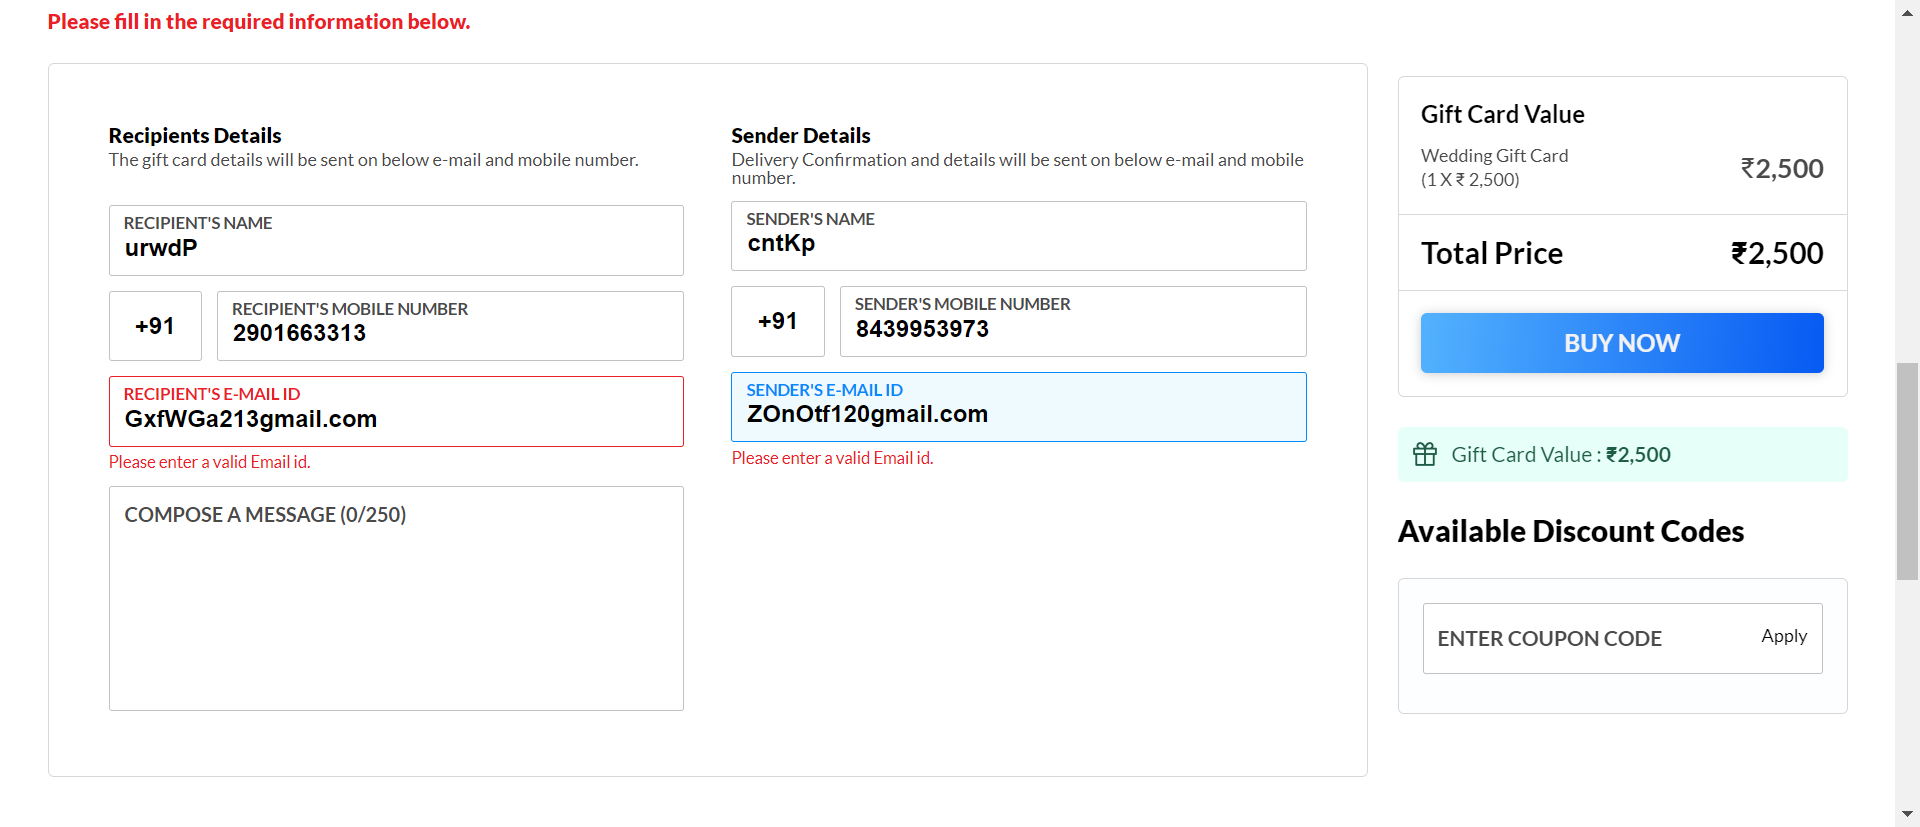 Please fill in the required information below.
Recipients Details
The gift card details will be sent on below e-mail and mobile number.
RECIPIENT'S NAME
urwdP
+91
RECIPIENT'S MOBILE NUMBER
2901663313
RECIPIENT'S E-MAIL ID
GxfWGa213gmail.com
Please enter a valid Email id.
COMPOSE A MESSAGE (0/250)
Sender Details
Delivery Confirmation and details will be sent on below e-mail and mobile
number.
SENDER'S NAME
cntKp
+91
SENDER'S MOBILE NUMBER
8439953973
SENDER'S E-MAIL ID
ZOnOtf120gmail.com
Please enter a valid Email id.
Gift Card Value
Wedding Gift Card
(1 X ₹ 2,500)
₹2,500
Total Price ₹2,500
BUY NOW
Gift Card Value : ₹2,500
Available Discount Codes
ENTER COUPON CODE Apply